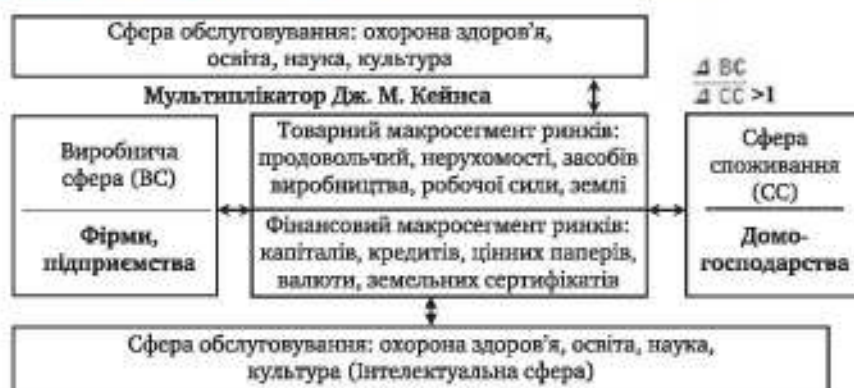 Сфера обслуговування: охорона здоров'я,
освіта, наука, культура
Мультиплікатор Дж. М. Кейнса
Δ ВС
Δ СС >1
Виробнича
сфера (ВС)
Фірми,
підприємства
Товарний макросегмент ринків:
продовольчий, нерухомості, засобів
виробництва, робочої сили, землі
Фінансовий макросегмент ринків:
капіталів, кредитів, цінних паперів,
валюти, земельних сертифікатів
Сфера
споживання
(СС)
Домо-
господарства
Сфера обслуговування: охорона здоров'я, освіта, наука,
культура (Інтелектуальна сфера)